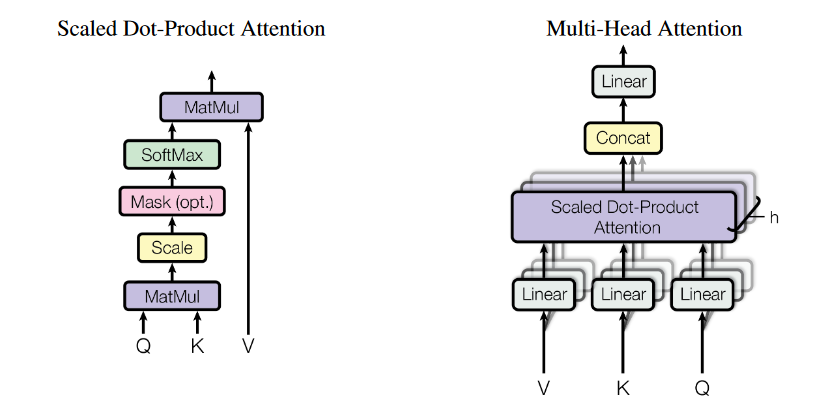 Scaled Dot-Product Attention
MatMul
SoftMax
Mask (opt.)
Scale
MatMul
Q K V
Multi-Head Attention
Linear
Concat
Scaled Dot-Product
Attention
h
Linear Linear Linear
V K Q